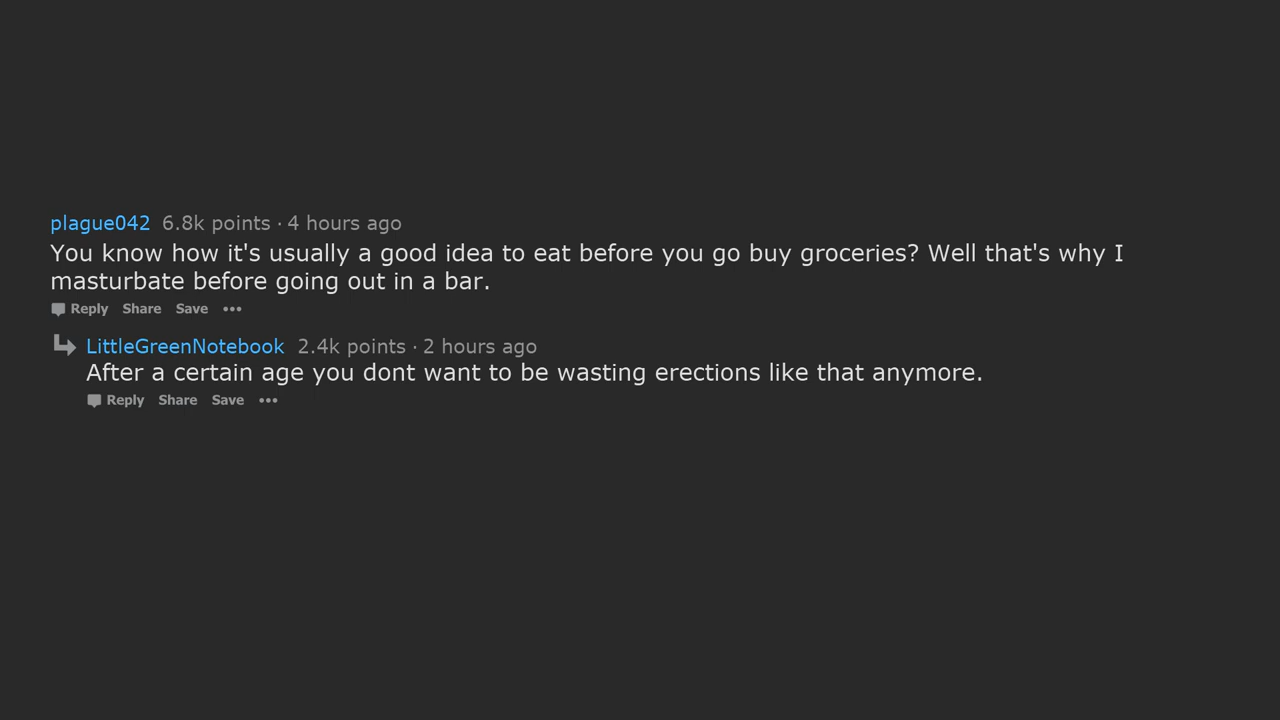 plague042 6.8k points · 4 hours ago
You know how it's usually a good idea to eat before you go buy groceries? Well that's why I
masturbate before going out in a bar.
Reply Share Save •••
LittleGreenNotebook 2.4k points · 2 hours ago
After a certain age you dont want to be wasting erections like that anymore.
Reply Share Save •••